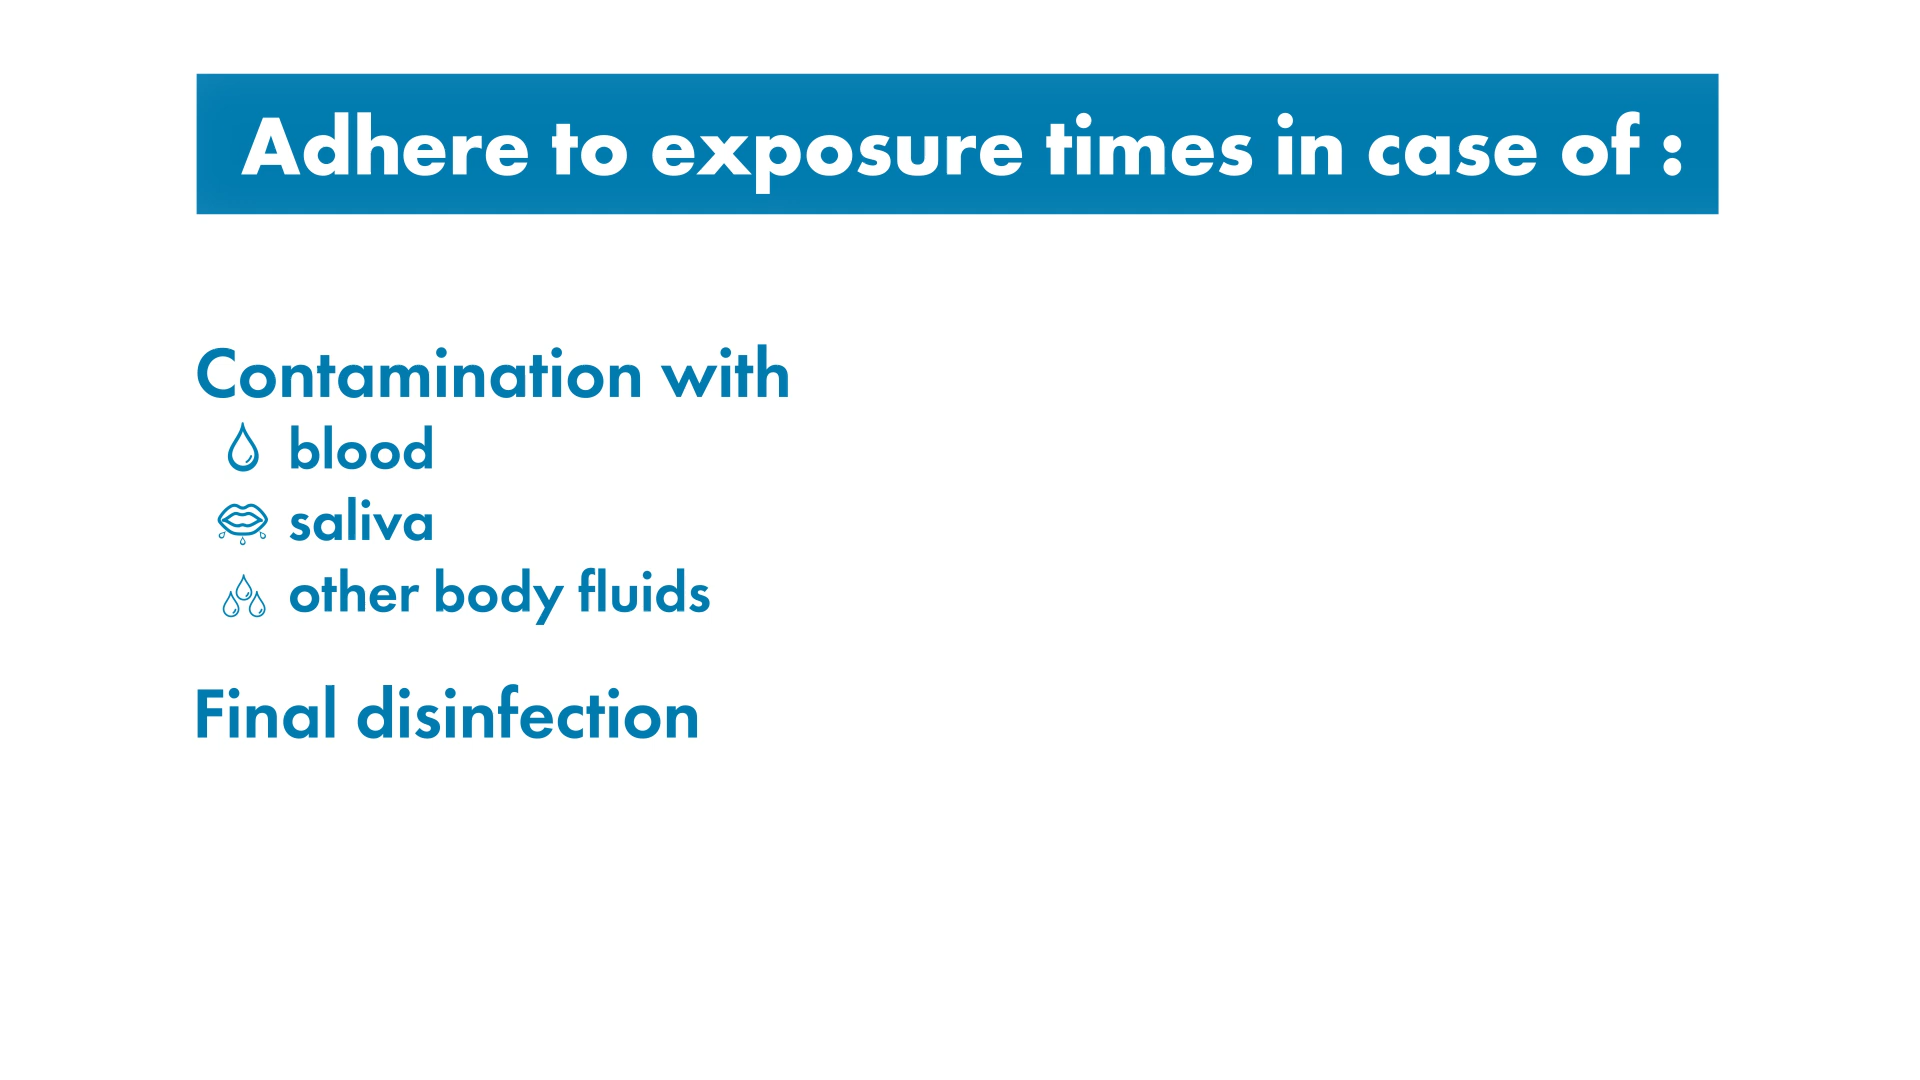 Adhere to exposure times in case of :
Contamination with
blood
saliva
other body fluids
Final disinfection